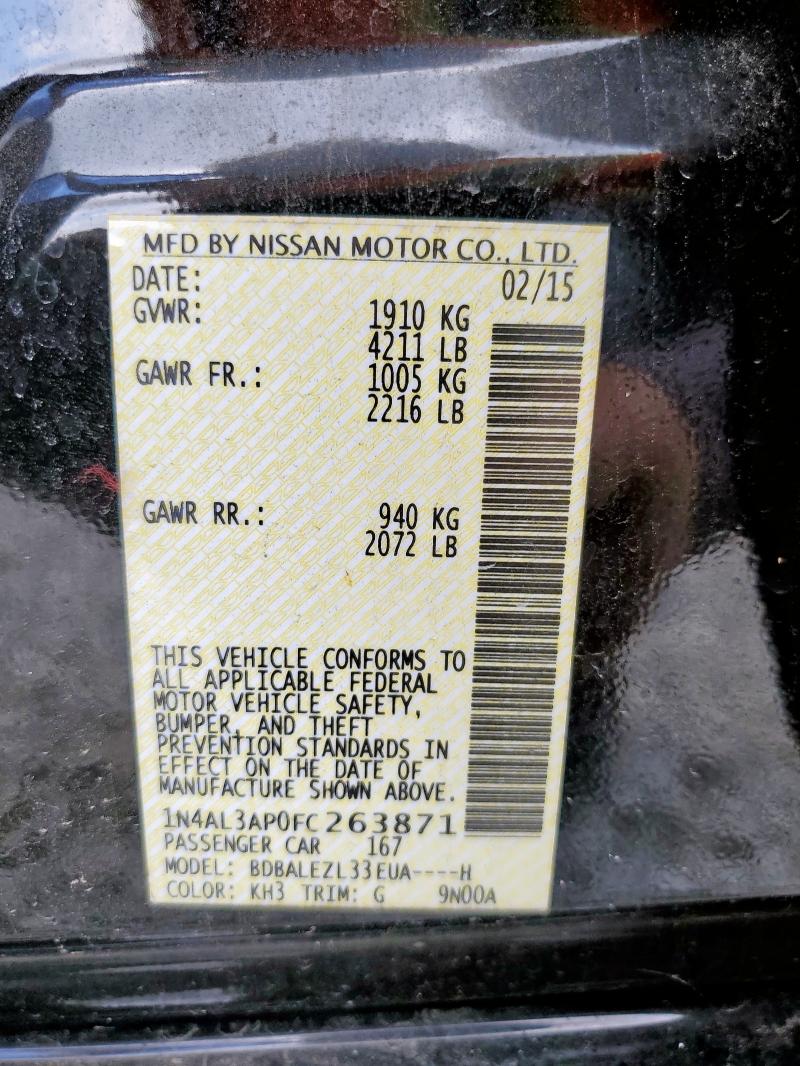 MFD BY NISSAN MOTOR CO., LTD.
DATE: 02/15
GVWR: 1910 KG
4211 LB
GAWR FR.: 1005 KG
2216 LB
GAWR RR.: 940 KG
2072 LB
THIS VEHICLE CONFORMS TO
ALL APPLICABLE FEDERAL
MOTOR VEHICLE SAFETY,
BUMPER, AND THEFT
PREVENTION STANDARDS IN
EFFECT ON THE DATE OF
MANUFACTURE SHOWN ABOVE.
1N4AL3AP0FC263871
PASSENGER CAR 167
MODEL: BDBALEZL33EUA----H
COLOR: KH3 TRIM: G 9N00A